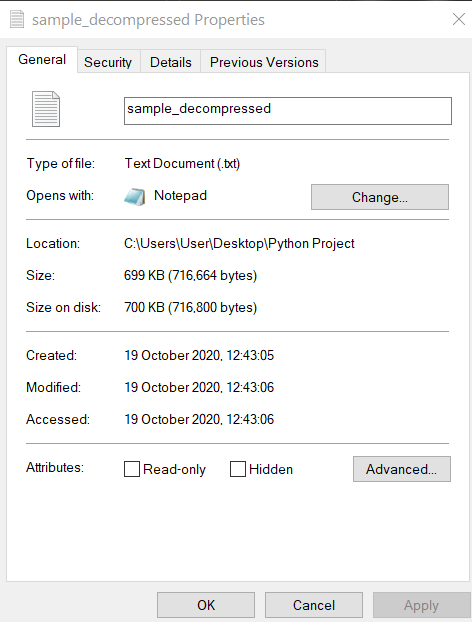 sample_decompressed Properties
General Security Details Previous Versions
sample_decompressed
Type of file: Text Document (.txt)
Opens with: Notepad Change...
Location: C:\Users\User\Desktop\Python Project
Size: 699 KB (716,664 bytes)
Size on disk: 700 KB (716,800 bytes)
Created: 19 October 2020, 12:43:05
Modified: 19 October 2020, 12:43:06
Accessed: 19 October 2020, 12:43:06
Attributes: Read-only Hidden Advanced...
OK Cancel Apply